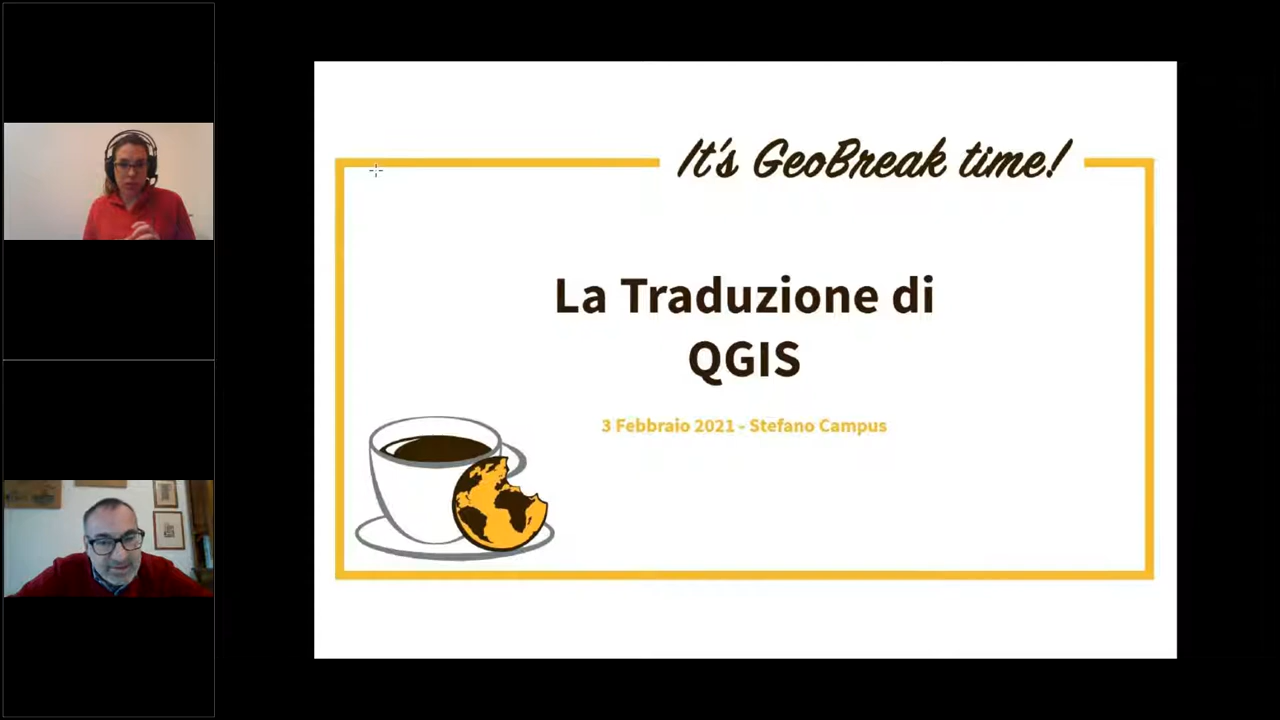 It's GeoBreak time!
La Traduzione di
QGIS
3 Febbraio 2021 - Stefano Campus